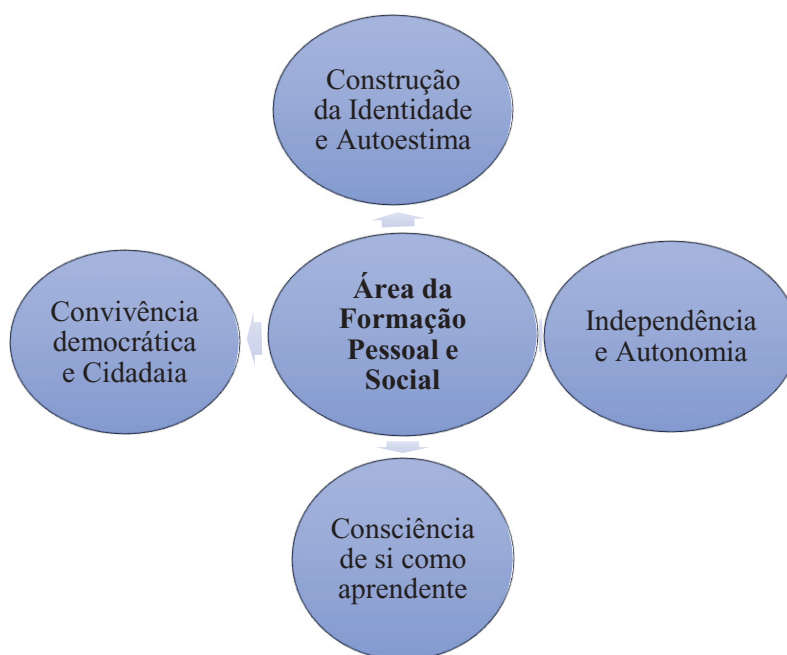 Construção
da Identidade
e Autoestima
Convivência
democrática
e Cidadaia
Área da
Formação
Pessoal e
Social
Independência
e Autonomia
Consciência
de si como
aprendente